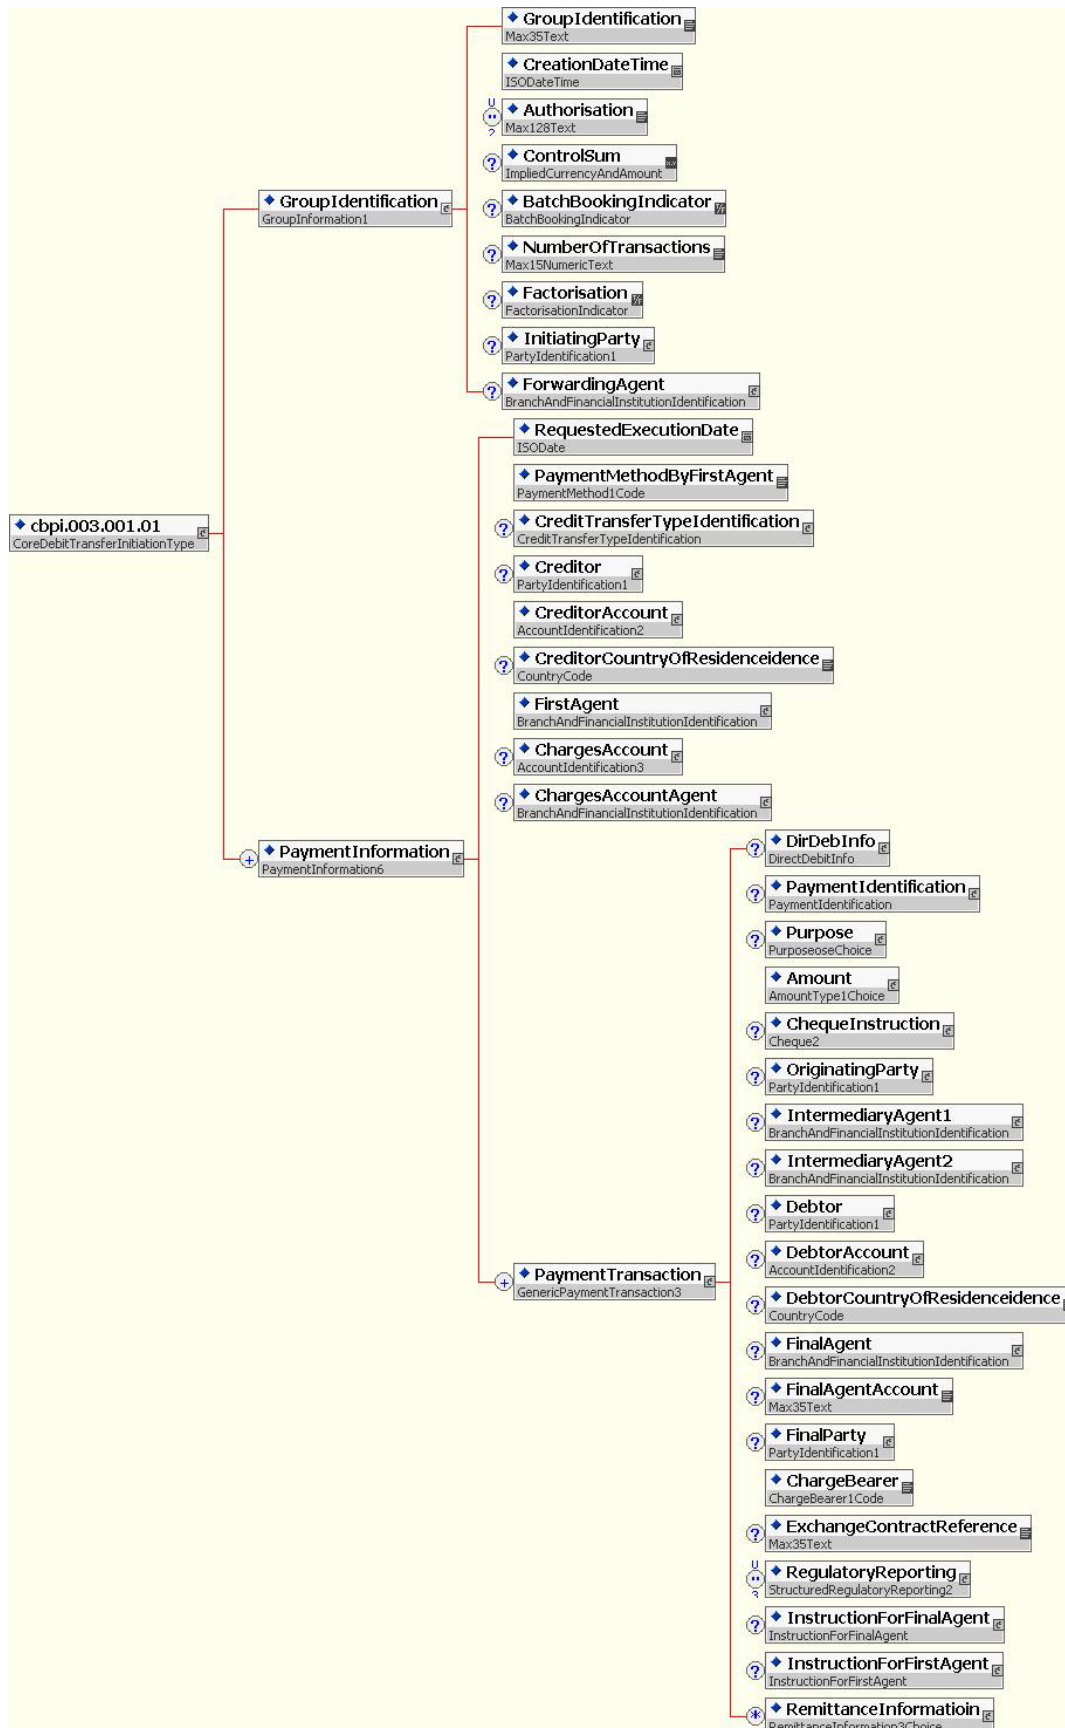 GroupIdentification
Max35Text
CreationDateTime
ISODateTime
Authorisation
Max128Text
ControlSum
ImpliedCurrencyAndAmount
GroupIdentification
GroupInformation1
BatchBookingIndicator
BatchBookingIndicator
NumberOfTransactions
Max15NumericText
Factorisation
FactorisationIndicator
InitiatingParty
PartyIdentification1
ForwardingAgent
BranchAndFinancialInstitutionIdentification
RequestedExecutionDate
ISODate
PaymentMethodByFirstAgent
PaymentMethod1Code
cbpi.003.001.01
CoreDebitTransferInitiationType
CreditTransferTypeIdentification
CreditTransferTypeIdentification
Creditor
PartyIdentification1
CreditorAccount
AccountIdentification2
CreditorCountryOfResidenceidence
CountryCode
FirstAgent
BranchAndFinancialInstitutionIdentification
ChargesAccount
AccountIdentification3
ChargesAccountAgent
BranchAndFinancialInstitutionIdentification
PaymentInformation
PaymentInformation6
DirDebInfo
DirectDebitInfo
PaymentIdentification
PaymentIdentification
Purpose
PurposeoseChoice
Amount
AmountType1Choice
ChequeInstruction
Cheque2
OriginatingParty
PartyIdentification1
IntermediaryAgent1
BranchAndFinancialInstitutionIdentification
IntermediaryAgent2
BranchAndFinancialInstitutionIdentification
Debtor
PartyIdentification1
DebtorAccount
AccountIdentification2
PaymentTransaction
GenericPaymentTransaction3
DebtorCountryOfResidenceidence
CountryCode
FinalAgent
BranchAndFinancialInstitutionIdentification
FinalAgentAccount
Max35Text
FinalParty
PartyIdentification1
ChargeBearer
ChargeBearer1Code
ExchangeContractReference
Max35Text
RegulatoryReporting
StructuredRegulatoryReporting2
InstructionForFinalAgent
InstructionForFinalAgent
InstructionForFirstAgent
InstructionForFirstAgent
RemittanceInformatioin
RemittanceInformation3Choice